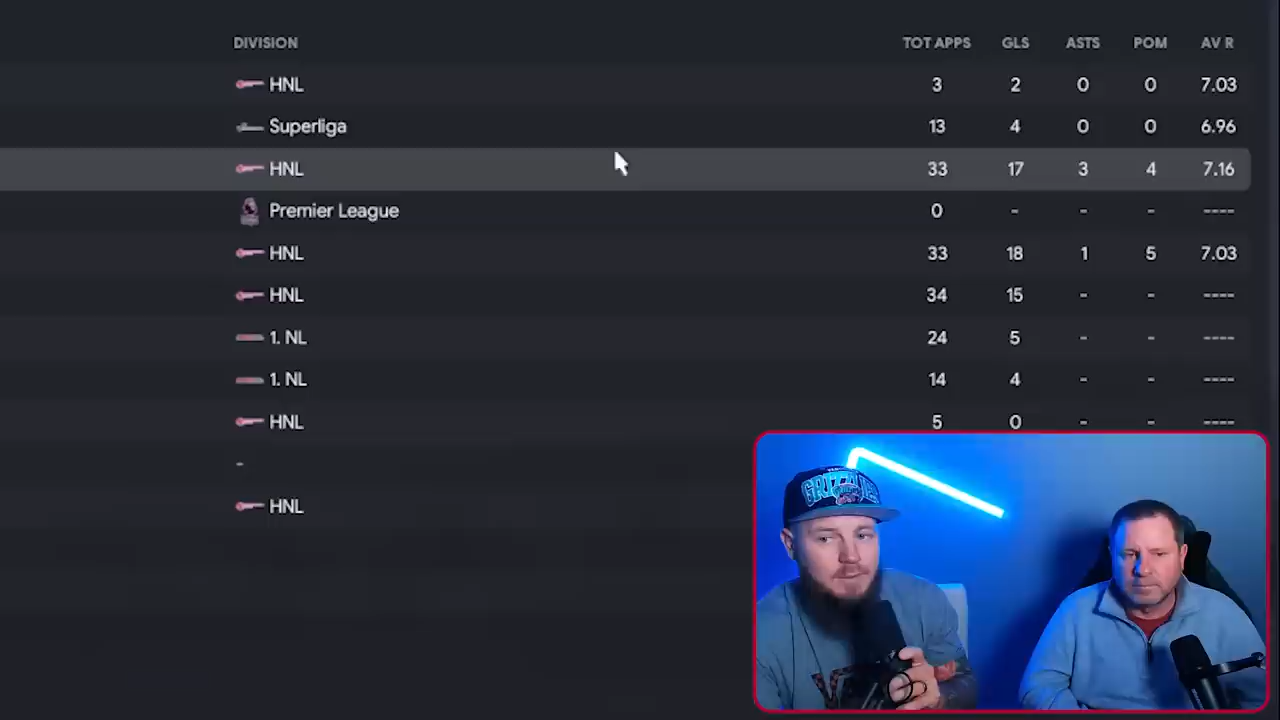 DIVISION TOT APPS GLS ASTS POM AV R
HNL 3 2 0 0 7.03
Superliga 13 4 0 0 6.96
HNL 33 17 3 4 7.16
Premier League 0 - - - ----
HNL 33 18 1 5 7.03
HNL 34 15 - - ----
1. NL 24 5 - - ----
1. NL 14 4 - - ----
HNL 5 0 - - ----
-
HNL